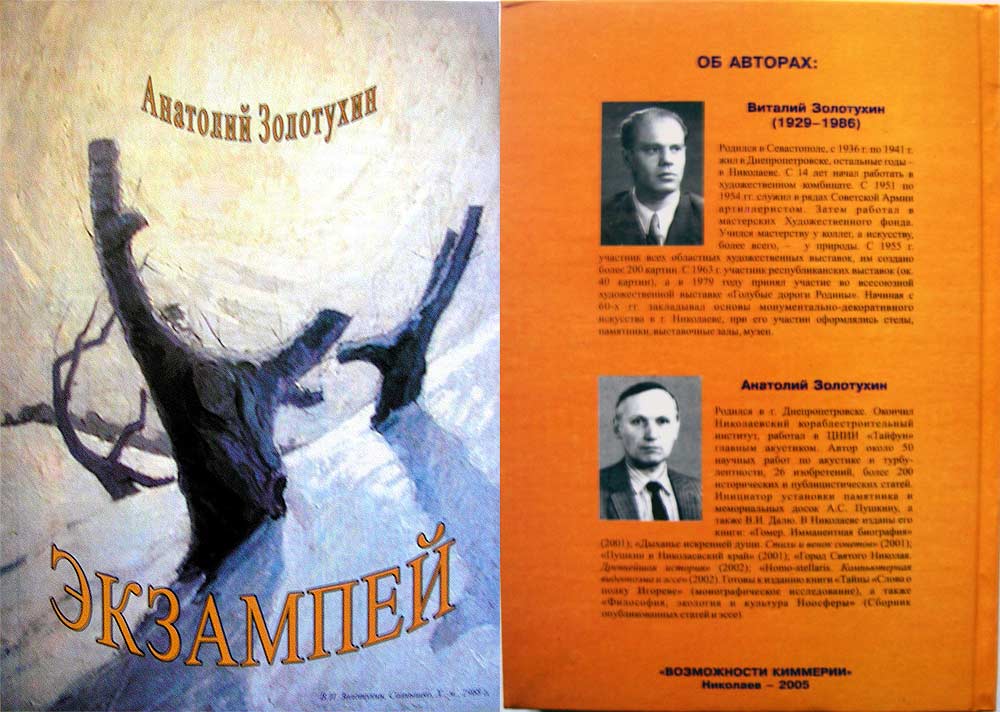 Анатолий Золотухин
ЭКЗАМПЕЙ
ОБ АВТОРАХ:
Виталий Золотухин
(1929–1986)
Родился в Севастополе, с 1936 г. по 1941 г.
жил в Днепропетровске, остальные годы –
в Николаеве. С 14 лет начал работать в
художественном комбинате. С 1951 по
1954 гг. служил в рядах Советской Армии
артиллеристом. Затем работал в
мастерских Художественного фонда.
Учился мастерству у коллег, а искусству,
более всего, – у природы. С 1955 г.
участник всех областных художественных выставок, им создано
более 200 картин. С 1963 г. участник республиканских выставок (ок.
40 картин), а в 1979 году принял участие во всесоюзной
художественной выставке «Голубые дороги Родины». Начиная с
60-х гг. закладывал основы монументально-декоративного
искусства в г. Николаеве, при его участии оформлялись стелы,
памятники, выставочные залы, музеи.
Анатолий Золотухин
Родился в г. Днепропетровске. Окончил
Николаевский кораблестроительный
институт, работал в ЦНИИ «Тайфун»
главным акустиком. Автор около 50
научных работ по акустике и турбу-
лентности, 26 изобретений, более 200
исторических и публицистических статей.
Инициатор установки памятника и
мемориальных досок А.С. Пушкину, а
также В.И. Далю. В Николаеве изданы его
книги: «Гомер. Имманентная биография»
(2001); «Дыханье искренней души. Стихи и венок сонетов» (2001);
«Пушкин и Николаевский край» (2001); «Город Святого Николая.
Древнейшая история» (2002); «Homo-stellaris. Компьютерная
видеопоэма и эссе» (2002). Готовы к изданию книги «Тайны «Слова о
полку Игореве» (монографическое исследование), а также
«Философия, экология и культура Ноосферы» (Сборник
опубликованных статей и эссе).
«ВОЗМОЖНОСТИ КИММЕРИИ»
Николаев – 2005